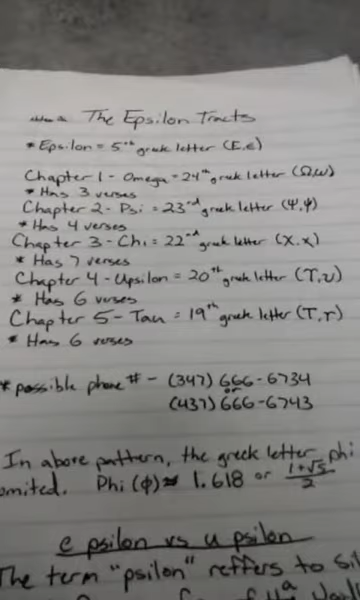 The Epsilon Tracts
* Epsilon = 5th greek letter (E,ϵ)
Chapter 1 - Omega = 24th greek letter (Ω,ω)
* Has 3 verses
Chapter 2 - Psi = 23rd greek letter (Ψ,ψ)
* Has 4 verses
Chapter 3 - Chi = 22nd greek letter (X,x)
* Has 7 verses
Chapter 4 - Upsilon = 20th greek letter (Υ,υ)
* Has 6 verses
Chapter 5 - Tau = 19th greek letter (T,τ)
* Has 6 verses
* possible phone # - (347) 666-6734
or
(437) 666-6743
In above pattern, the greek letter phi
omited. Phi (ϕ) ≈ 1.618 or (1+√5)/2
e psilon vs u psilon
The term "psilon" reffers to
of the